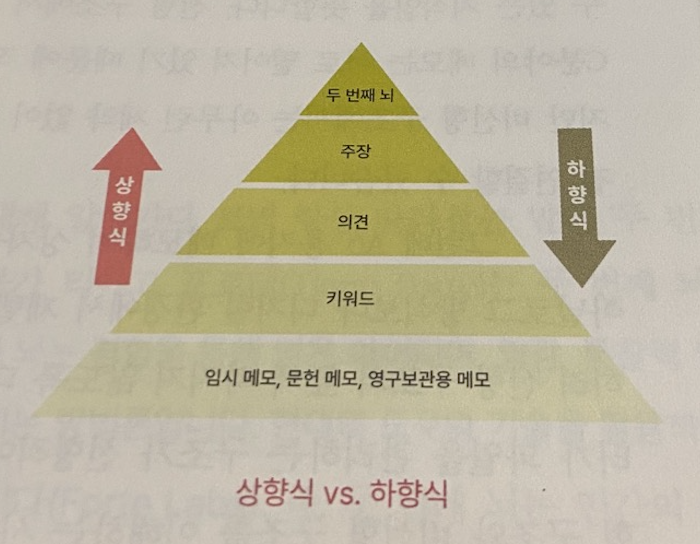 두 번째 뇌
주장
상향식
하향식
의견
키워드
임시 메모, 문헌 메모, 영구보관용 메모
상향식 vs. 하향식